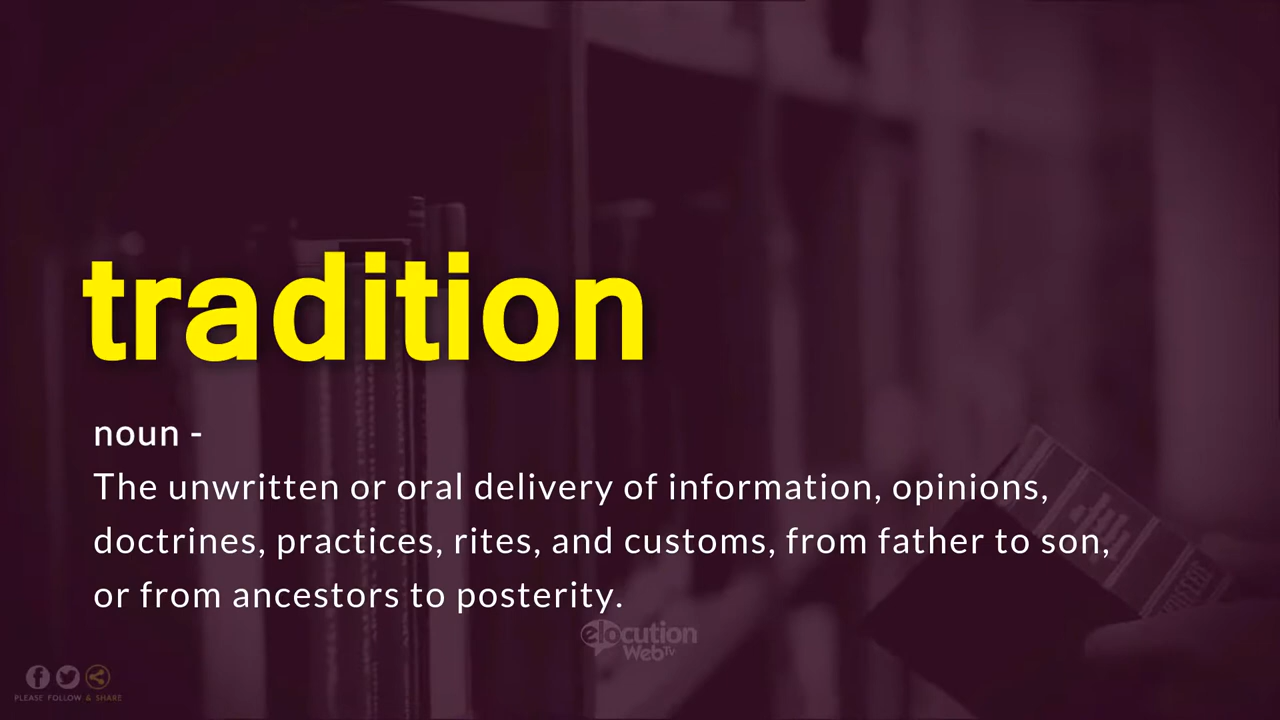 tradition
noun -
The unwritten or oral delivery of information, opinions,
doctrines, practices, rites, and customs, from father to son,
or from ancestors to posterity.
elocution
WebTv
PLEASE FOLLOW & SHARE